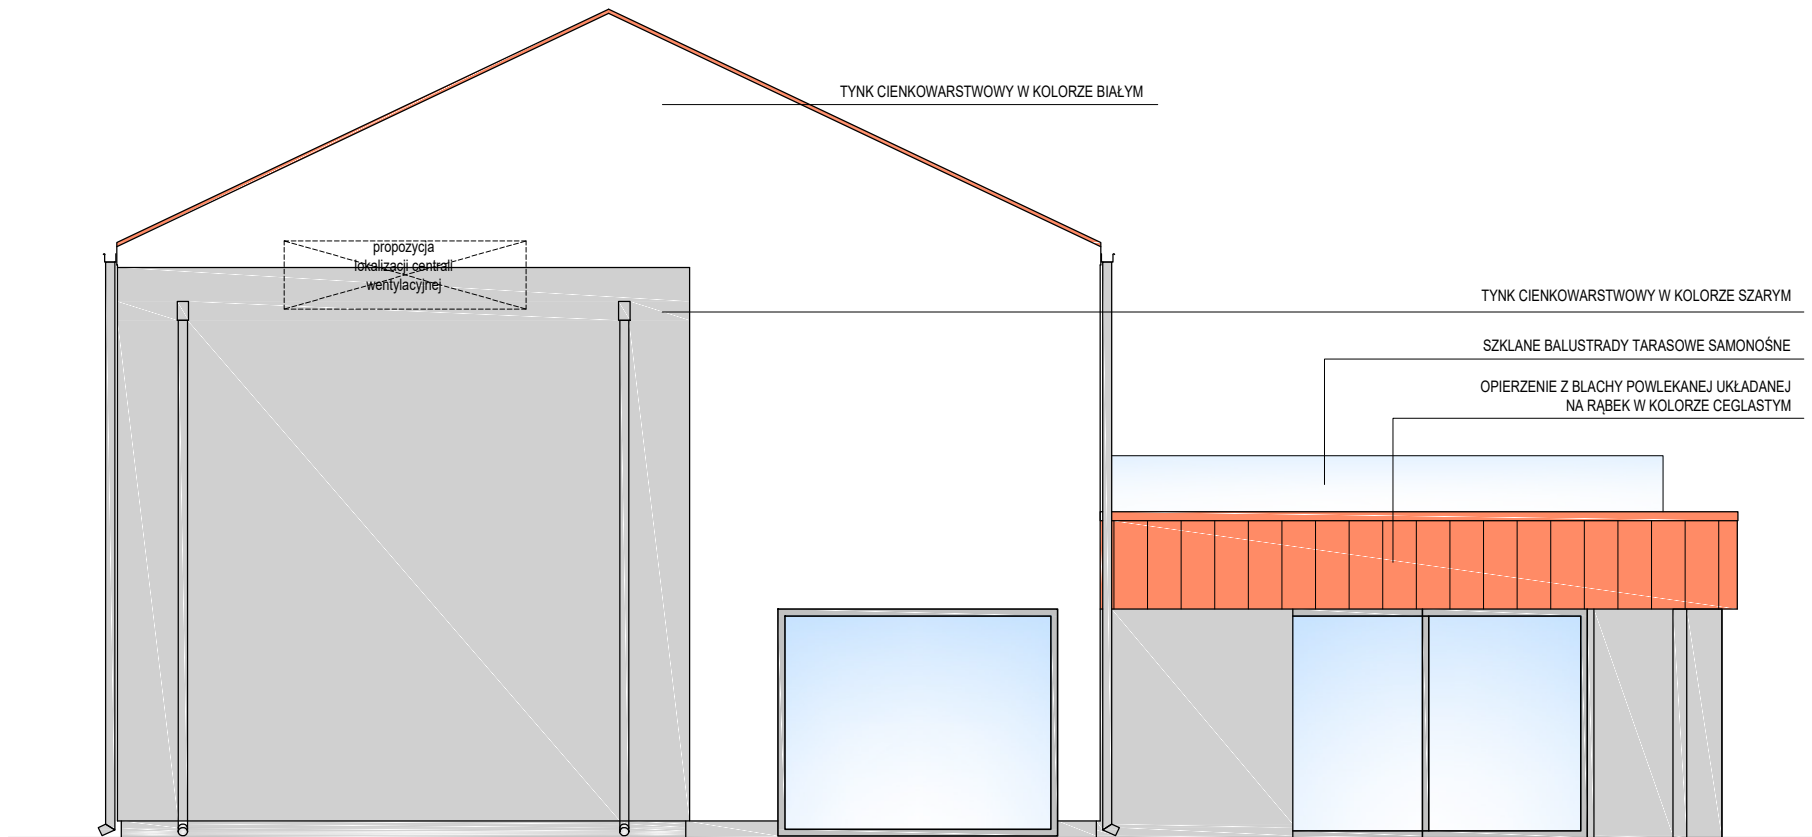 TYNK CIENKOWARSTWOWY W KOLORZE BIAŁYM
propozycja
lokalizacji centrali
wentylacyjnej
TYNK CIENKOWARSTWOWY W KOLORZE SZARYM
SZKLANE BALUSTRADY TARASOWE SAMONOŚNE
OPIERZENIE Z BLACHY POWLEKANEJ UKŁADANEJ
NA RĄBEK W KOLORZE CEGLASTYM